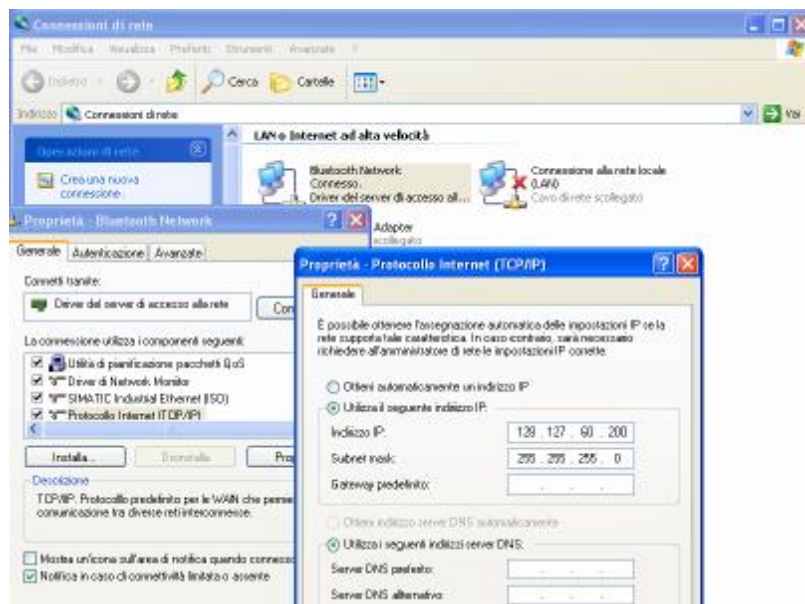 Connessioni di rete
File Modifica Visualizza Preferiti Strumenti Avanzate ?
Indietro Cerca Cartelle
Indirizzo Connessioni di rete Vai
Operazioni di rete
Crea una nuova
connessione
LAN o Internet ad alta velocità
Bluetooth Network
Connesso.
Driver del server di accesso all...
Connessione alla rete locale
(LAN)
Cavo di rete scollegato
Adapter
scollegato
Proprietà - Bluetooth Network
Generale Autenticazione Avanzate
Connetti tramite:
Driver del server di accesso alla rete
Con
La connessione utilizza i componenti seguenti:
Utilità di pianificazione pacchetti QoS
Driver di Network Monitor
SIMATIC Industrial Ethernet (ISO)
Protocollo Internet (TCP/IP)
Installa... Disinstalla Prop
Descrizione
TCP/IP. Protocollo predefinito per le WAN che perme
comunicazione tra diverse reti interconnesse.
Mostra un'icona sull'area di notifica quando connesso
Notifica in caso di connettività limitata o assente
Proprietà - Protocollo Internet (TCP/IP)
Generale
È possibile ottenere l'assegnazione automatica delle impostazioni IP se la
rete supporta tale caratteristica. In caso contrario, sarà necessario
richiedere all'amministratore di rete le impostazioni IP corrette.
Ottieni automaticamente un indirizzo IP
Utilizza il seguente indirizzo IP:
Indirizzo IP: 139 . 127 . 60 . 200
Subnet mask: 255 . 255 . 255 . 0
Gateway predefinito:
Ottieni indirizzo server DNS automaticamente
Utilizza i seguenti indirizzi server DNS:
Server DNS preferito:
Server DNS alternativo: